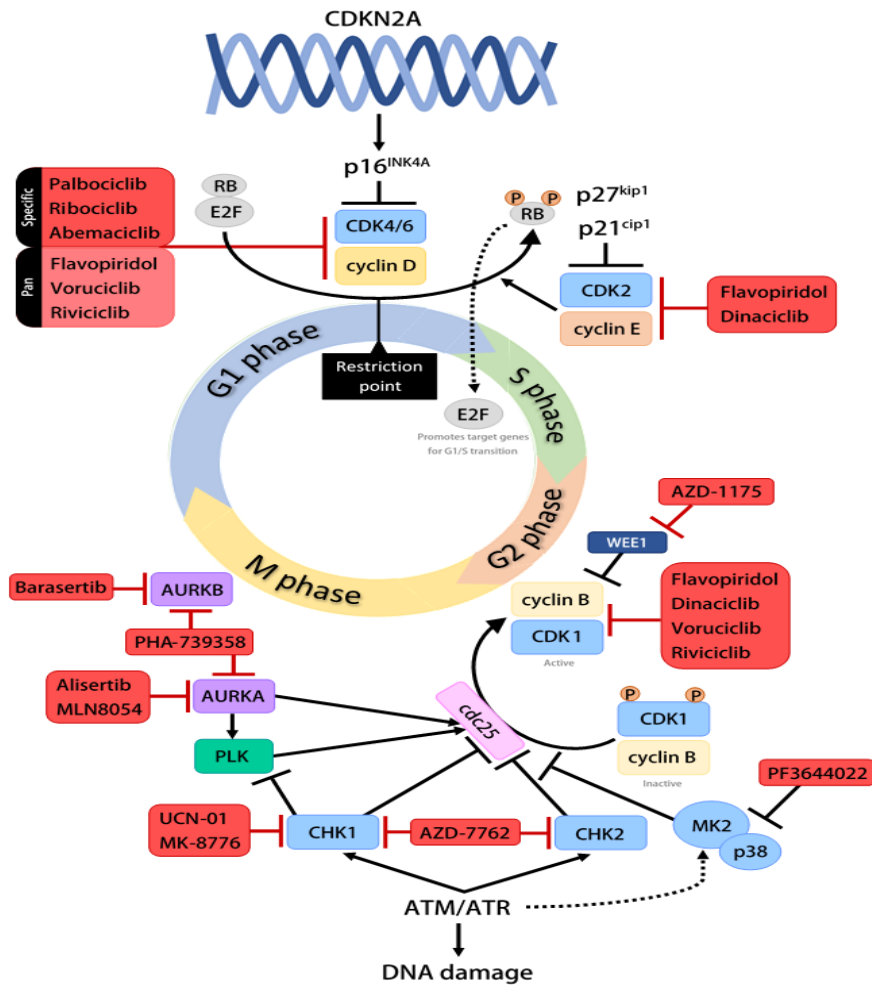 CDKN2A
p16INK4A
Specific
Palbociclib
Ribociclib
Abemaciclib
Pan
Flavopiridol
Voruciclib
Riviciclib
RB
E2F
CDK4/6
cyclin D
P
P
RB
p27kip1
p21cip1
CDK2
cyclin E
Flavopiridol
Dinaciclib
G1 phase
Restriction
point
S phase
E2F
Promotes target genes
for G1/S transition
G2 phase
M phase
AZD-1175
WEE1
Barasertib
AURKB
cyclin B
CDK1
Active
Flavopiridol
Dinaciclib
Voruciclib
Riviciclib
PHA-739358
Alisertib
MLN8054
AURKA
cdc25
P
P
CDK1
cyclin B
Inactive
PLK
PF3644022
UCN-01
MK-8776
CHK1
AZD-7762
CHK2
MK2
p38
ATM/ATR
DNA damage